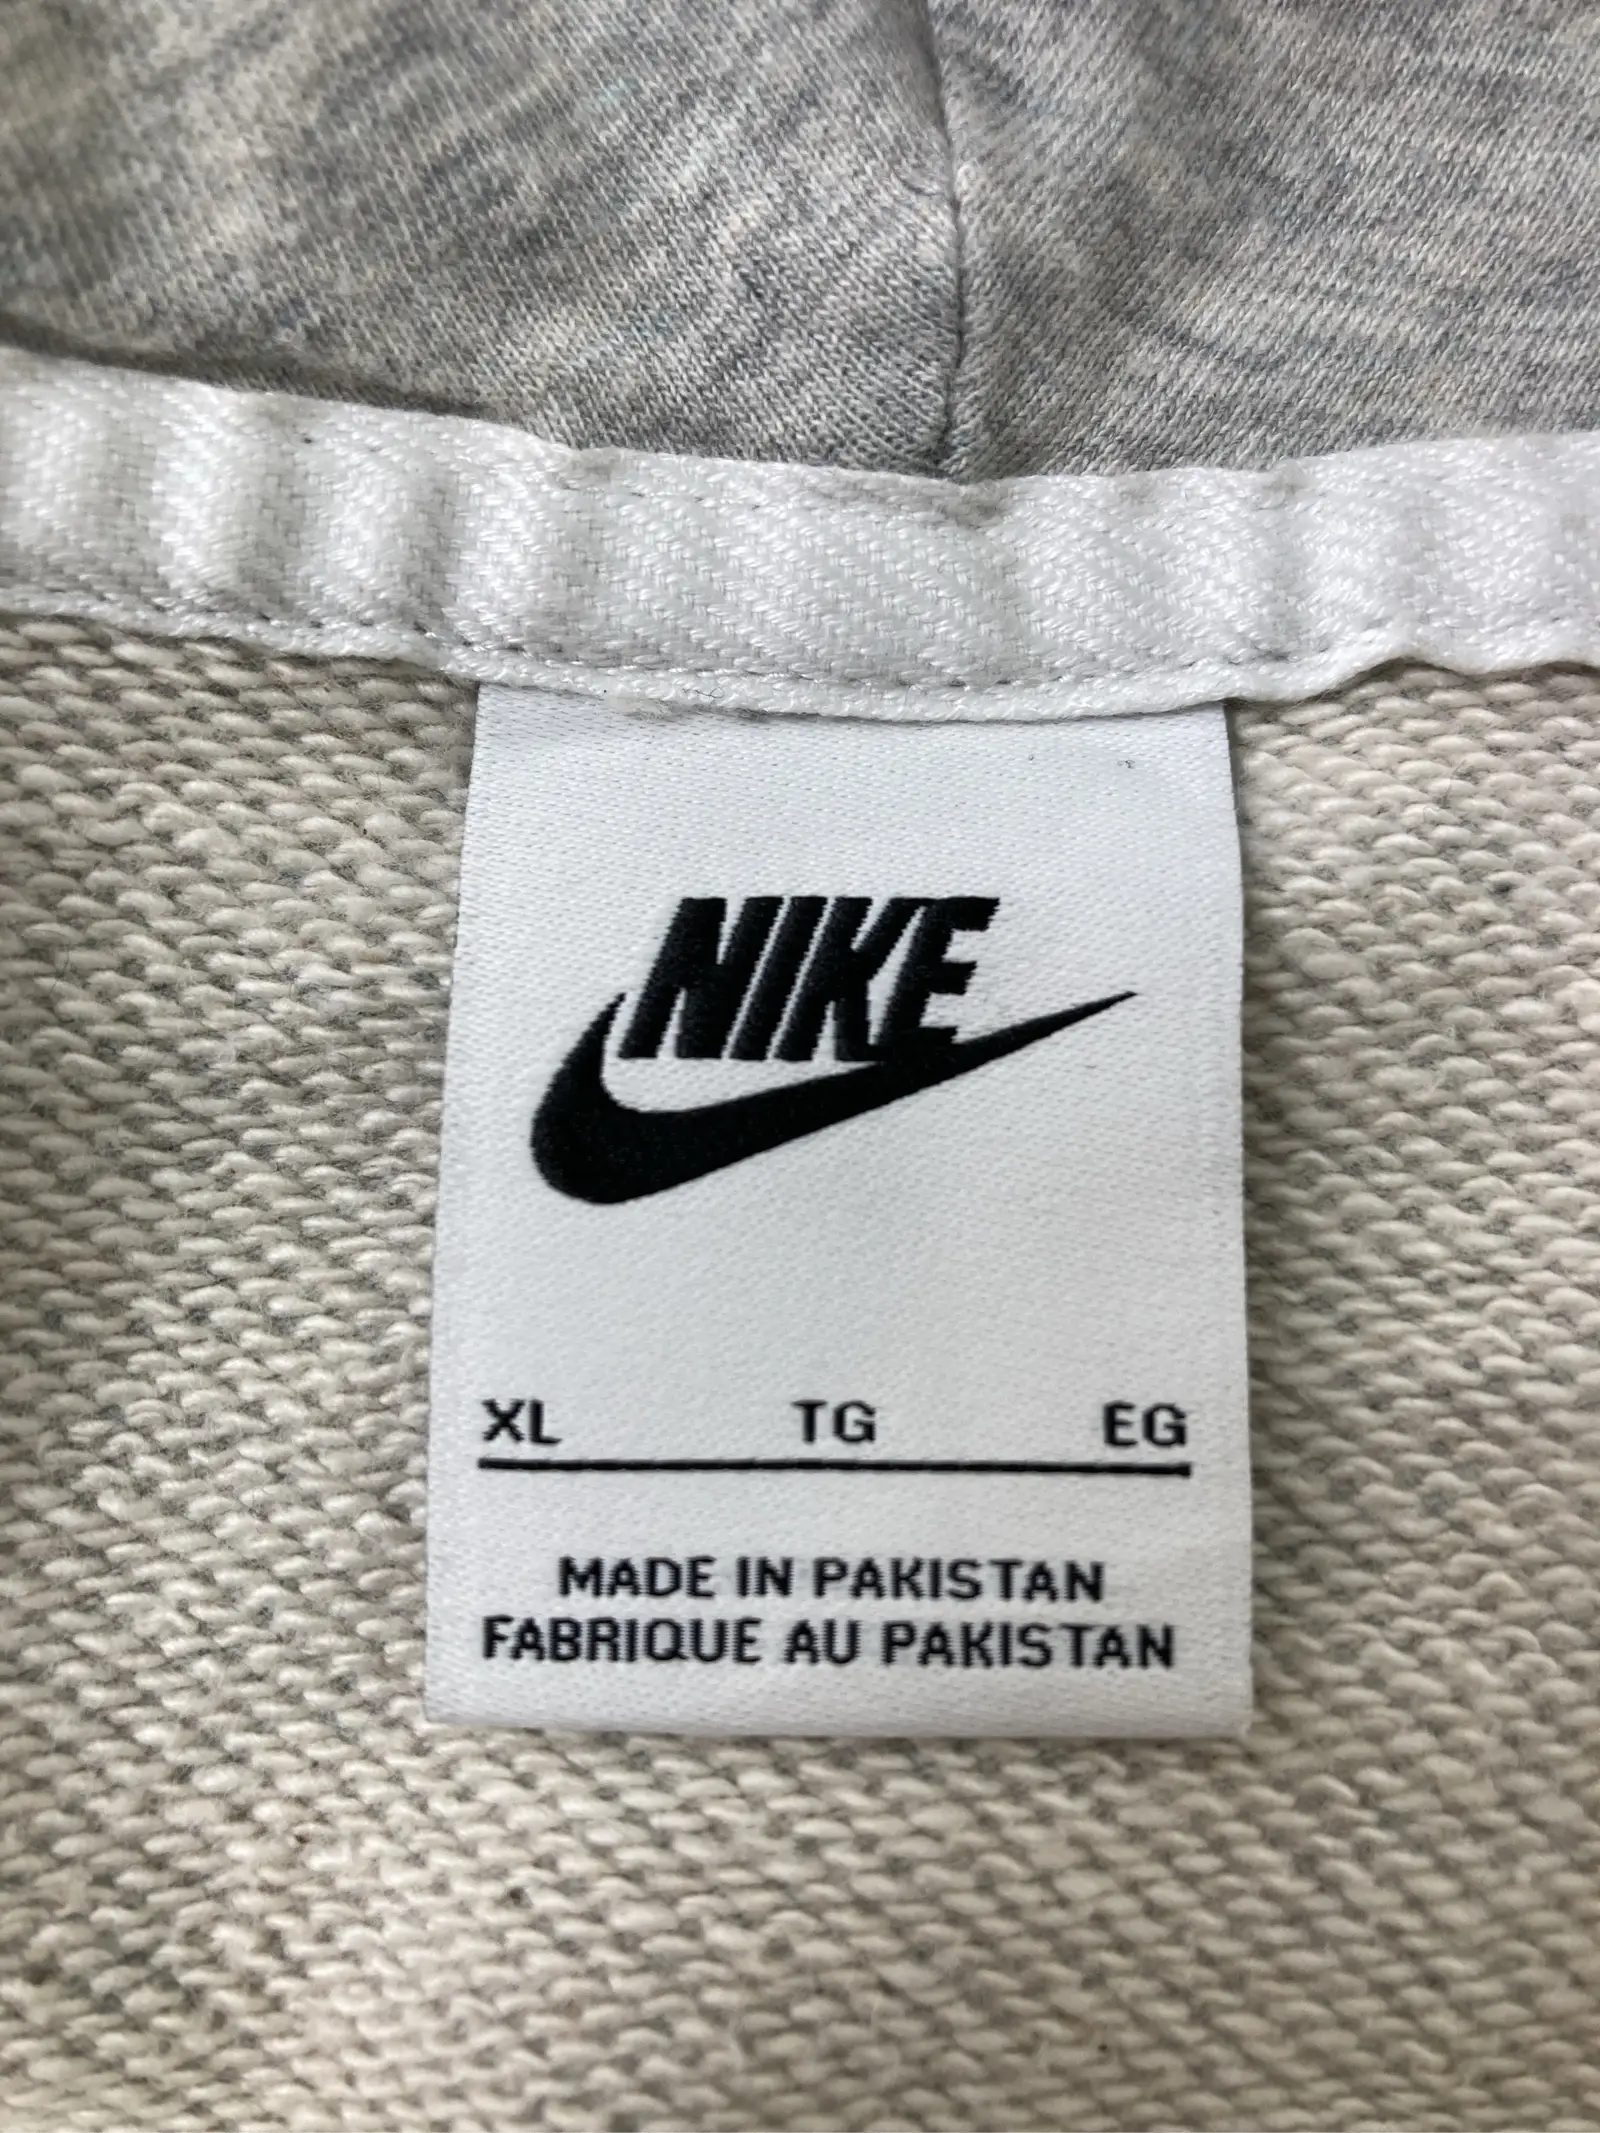 NIKE
XL TG EG
MADE IN PAKISTAN
FABRIQUE AU PAKISTAN